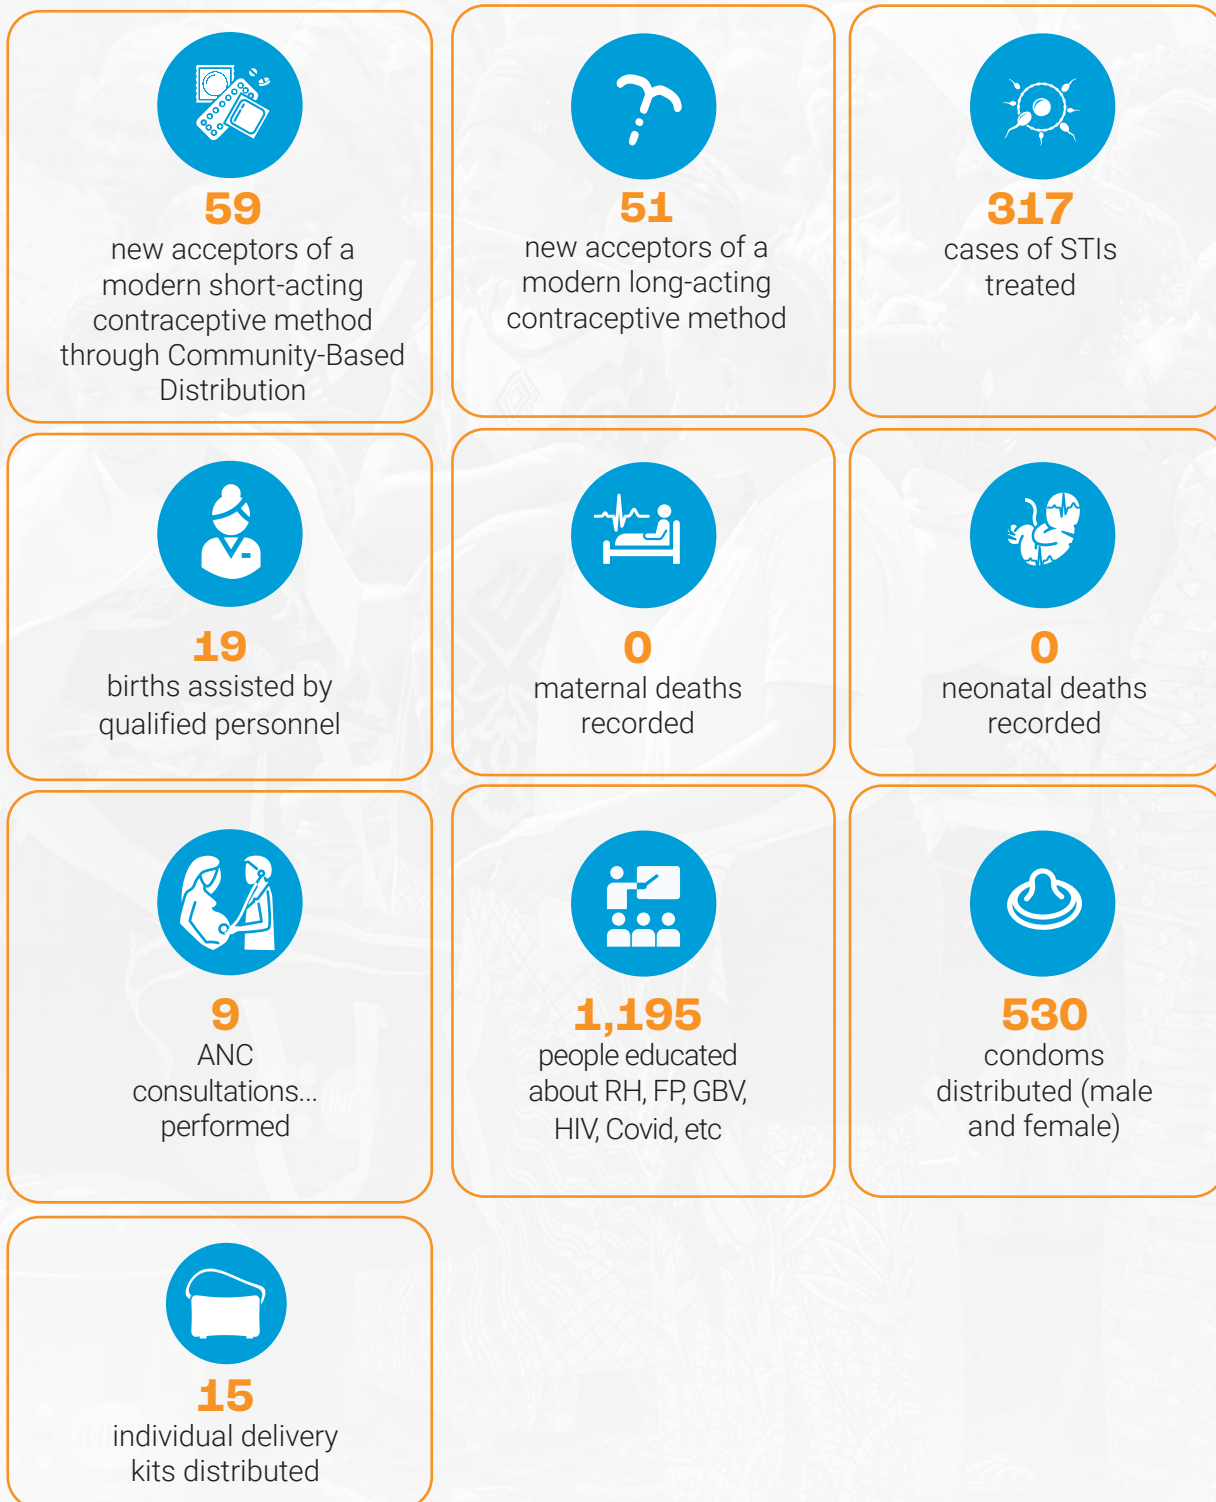 59
new acceptors of a
modern short-acting
contraceptive method
through Community-Based
Distribution
51
new acceptors of a
modern long-acting
contraceptive method
317
cases of STIs
treated
19
births assisted by
qualified personnel
0
maternal deaths
recorded
0
neonatal deaths
recorded
9
ANC
consultations...
performed
1,195
people educated
about RH, FP, GBV,
HIV, Covid, etc
530
condoms
distributed (male
and female)
15
individual delivery
kits distributed